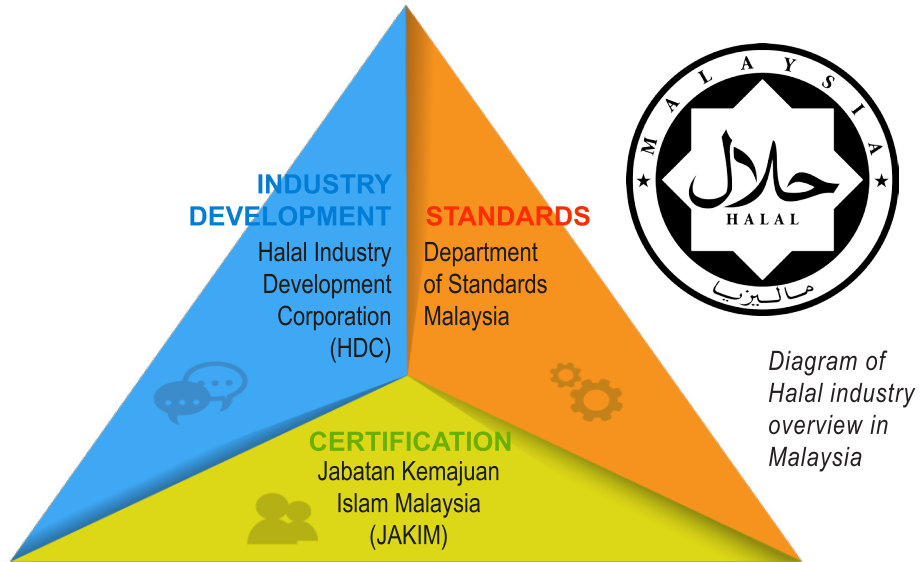 INDUSTRY
DEVELOPMENT
Halal Industry
Development
Corporation
(HDC)
STANDARDS
Department
of Standards
Malaysia
CERTIFICATION
Jabatan Kemajuan
Islam Malaysia
(JAKIM)
MALAYSIA
حلال
HALAL
ماليزيا
Diagram of
Halal industry
overview in
Malaysia